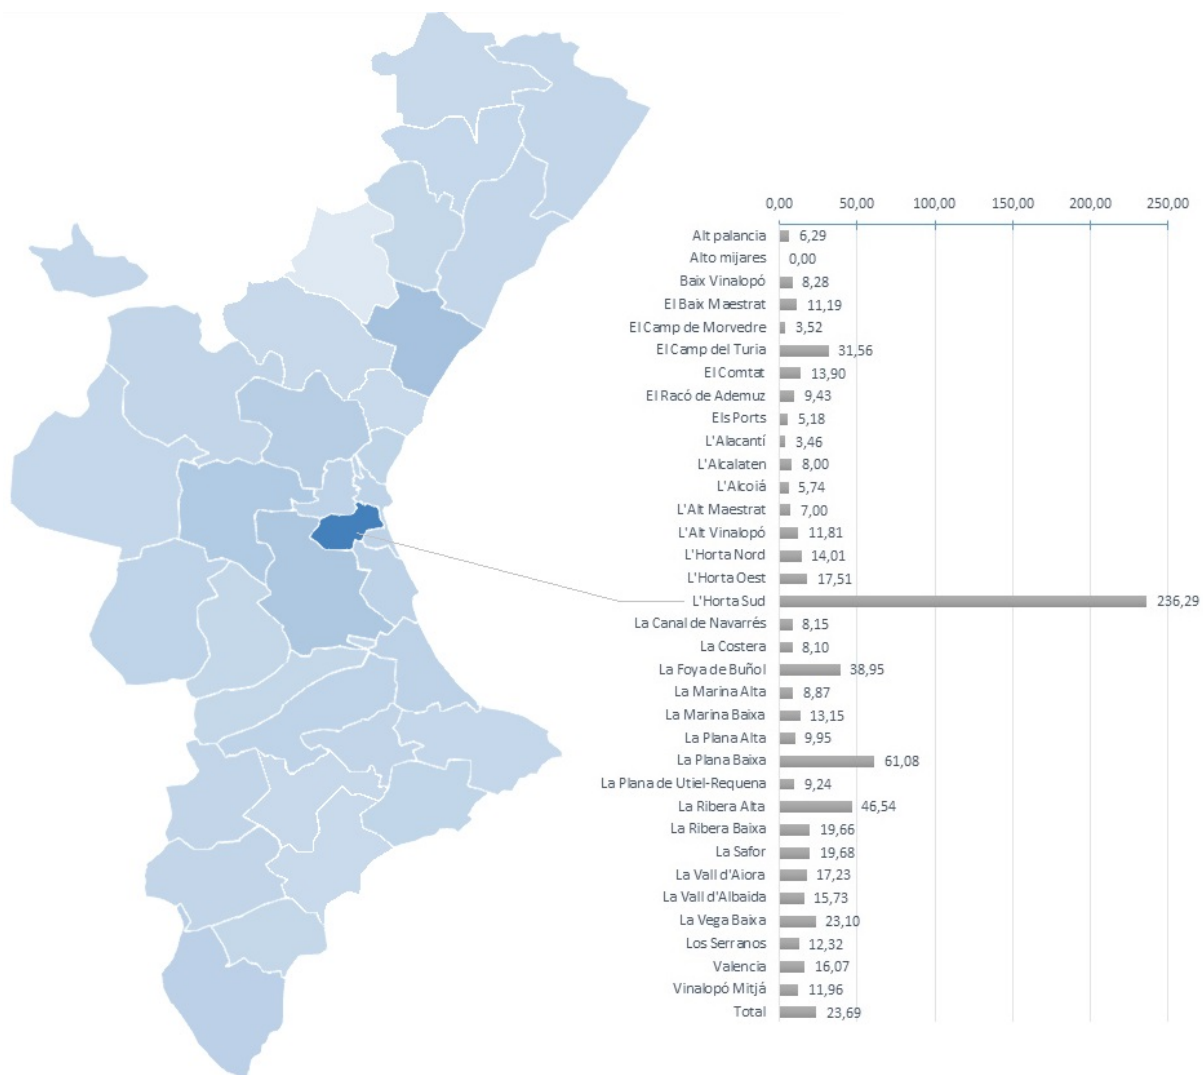 0,00 50,00 100,00 150,00 200,00 250,00
Alt palancia 6,29
Alto mijares 0,00
Baix Vinalopó 8,28
El Baix Maestrat 11,19
El Camp de Morvedre 3,52
El Camp del Turia 31,56
El Comtat 13,90
El Racó de Ademuz 9,43
Els Ports 5,18
L'Alacantí 3,46
L'Alcalaten 8,00
L'Alcoiá 5,74
L'Alt Maestrat 7,00
L'Alt Vinalopó 11,81
L'Horta Nord 14,01
L'Horta Oest 17,51
L'Horta Sud 236,29
La Canal de Navarrés 8,15
La Costera 8,10
La Foya de Buñol 38,95
La Marina Alta 8,87
La Marina Baixa 13,15
La Plana Alta 9,95
La Plana Baixa 61,08
La Plana de Utiel-Requena 9,24
La Ribera Alta 46,54
La Ribera Baixa 19,66
La Safor 19,68
La Vall d'Aiora 17,23
La Vall d'Albaida 15,73
La Vega Baixa 23,10
Los Serranos 12,32
Valencia 16,07
Vinalopó Mitjá 11,96
Total 23,69